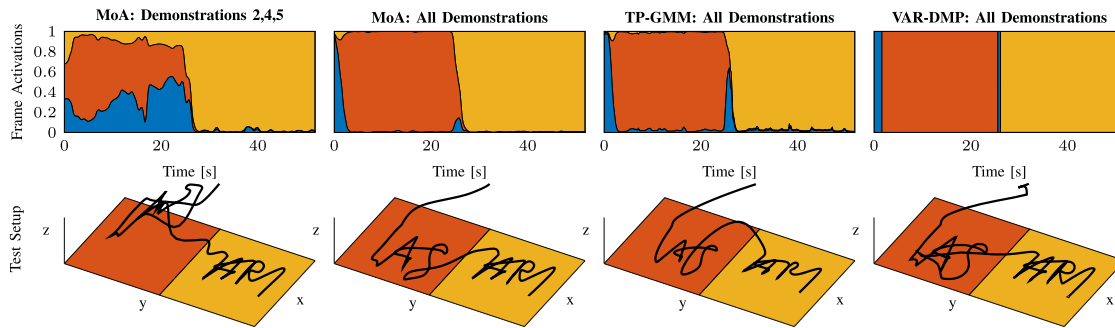 MoA: Demonstrations 2,4,5 MoA: All Demonstrations TP-GMM: All Demonstrations VAR-DMP: All Demonstrations
Frame Activations
1
0.8
0.6
0.4
0.2
0
0 20 40 0 20 40 0 20 40 0 20 40
Time [s] Time [s] Time [s] Time [s]
Test Setup
z z z z
y x y x y x y x